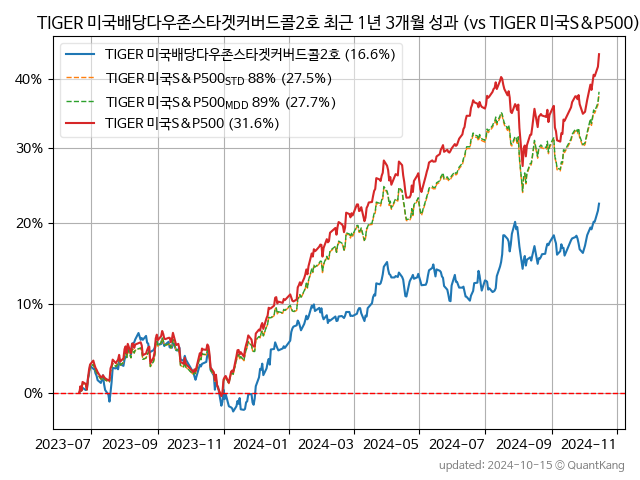 TIGER 미국배당다우존스타겟커버드콜2호 최근 1년 3개월 성과 (vs TIGER 미국S&P500)
TIGER 미국배당다우존스타겟커버드콜2호 (16.6%)
TIGER 미국S&P500STD 88% (27.5%)
TIGER 미국S&P500MDD 89% (27.7%)
TIGER 미국S&P500 (31.6%)
40%
30%
20%
10%
0%
2023-07 2023-09 2023-11 2024-01 2024-03 2024-05 2024-07 2024-09 2024-11
updated: 2024-10-15 © QuantKang